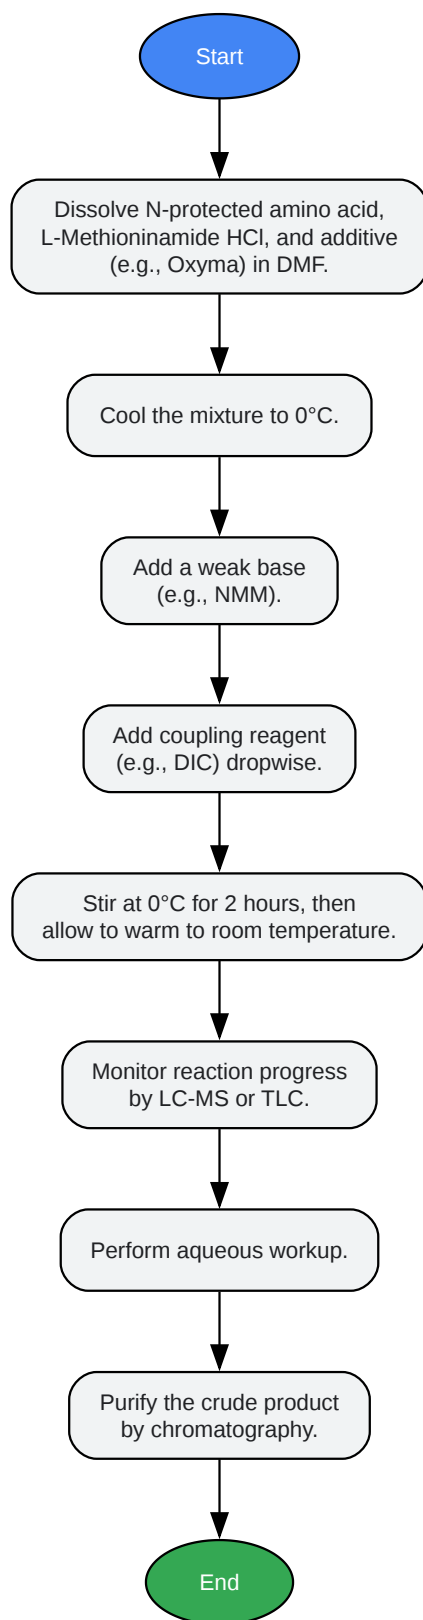 Start
Dissolve N-protected amino acid,
L-Methioninamide HCl, and additive
(e.g., Oxyma) in DMF.
Cool the mixture to 0°C.
Add a weak base
(e.g., NMM).
Add coupling reagent
(e.g., DIC) dropwise.
Stir at 0°C for 2 hours, then
allow to warm to room temperature.
Monitor reaction progress
by LC-MS or TLC.
Perform aqueous workup.
Purify the crude product
by chromatography.
End